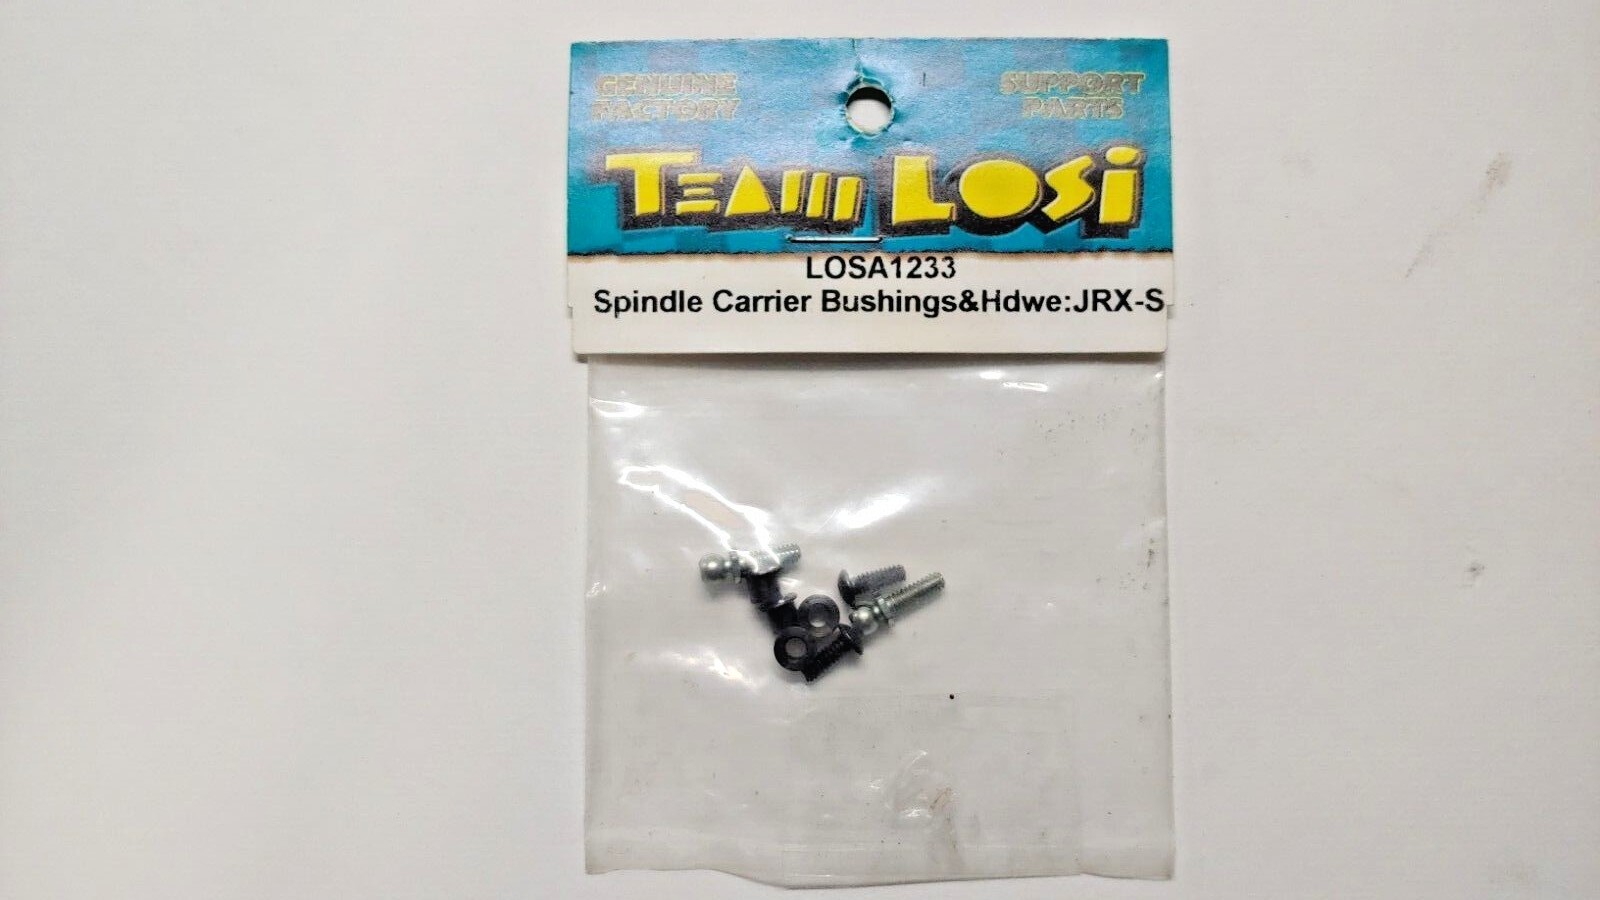 GENUINE FACTORY
SUPPORT PARTS
TEAM LOSi
LOSA1233
Spindle Carrier Bushings&Hdwe:JRX-S